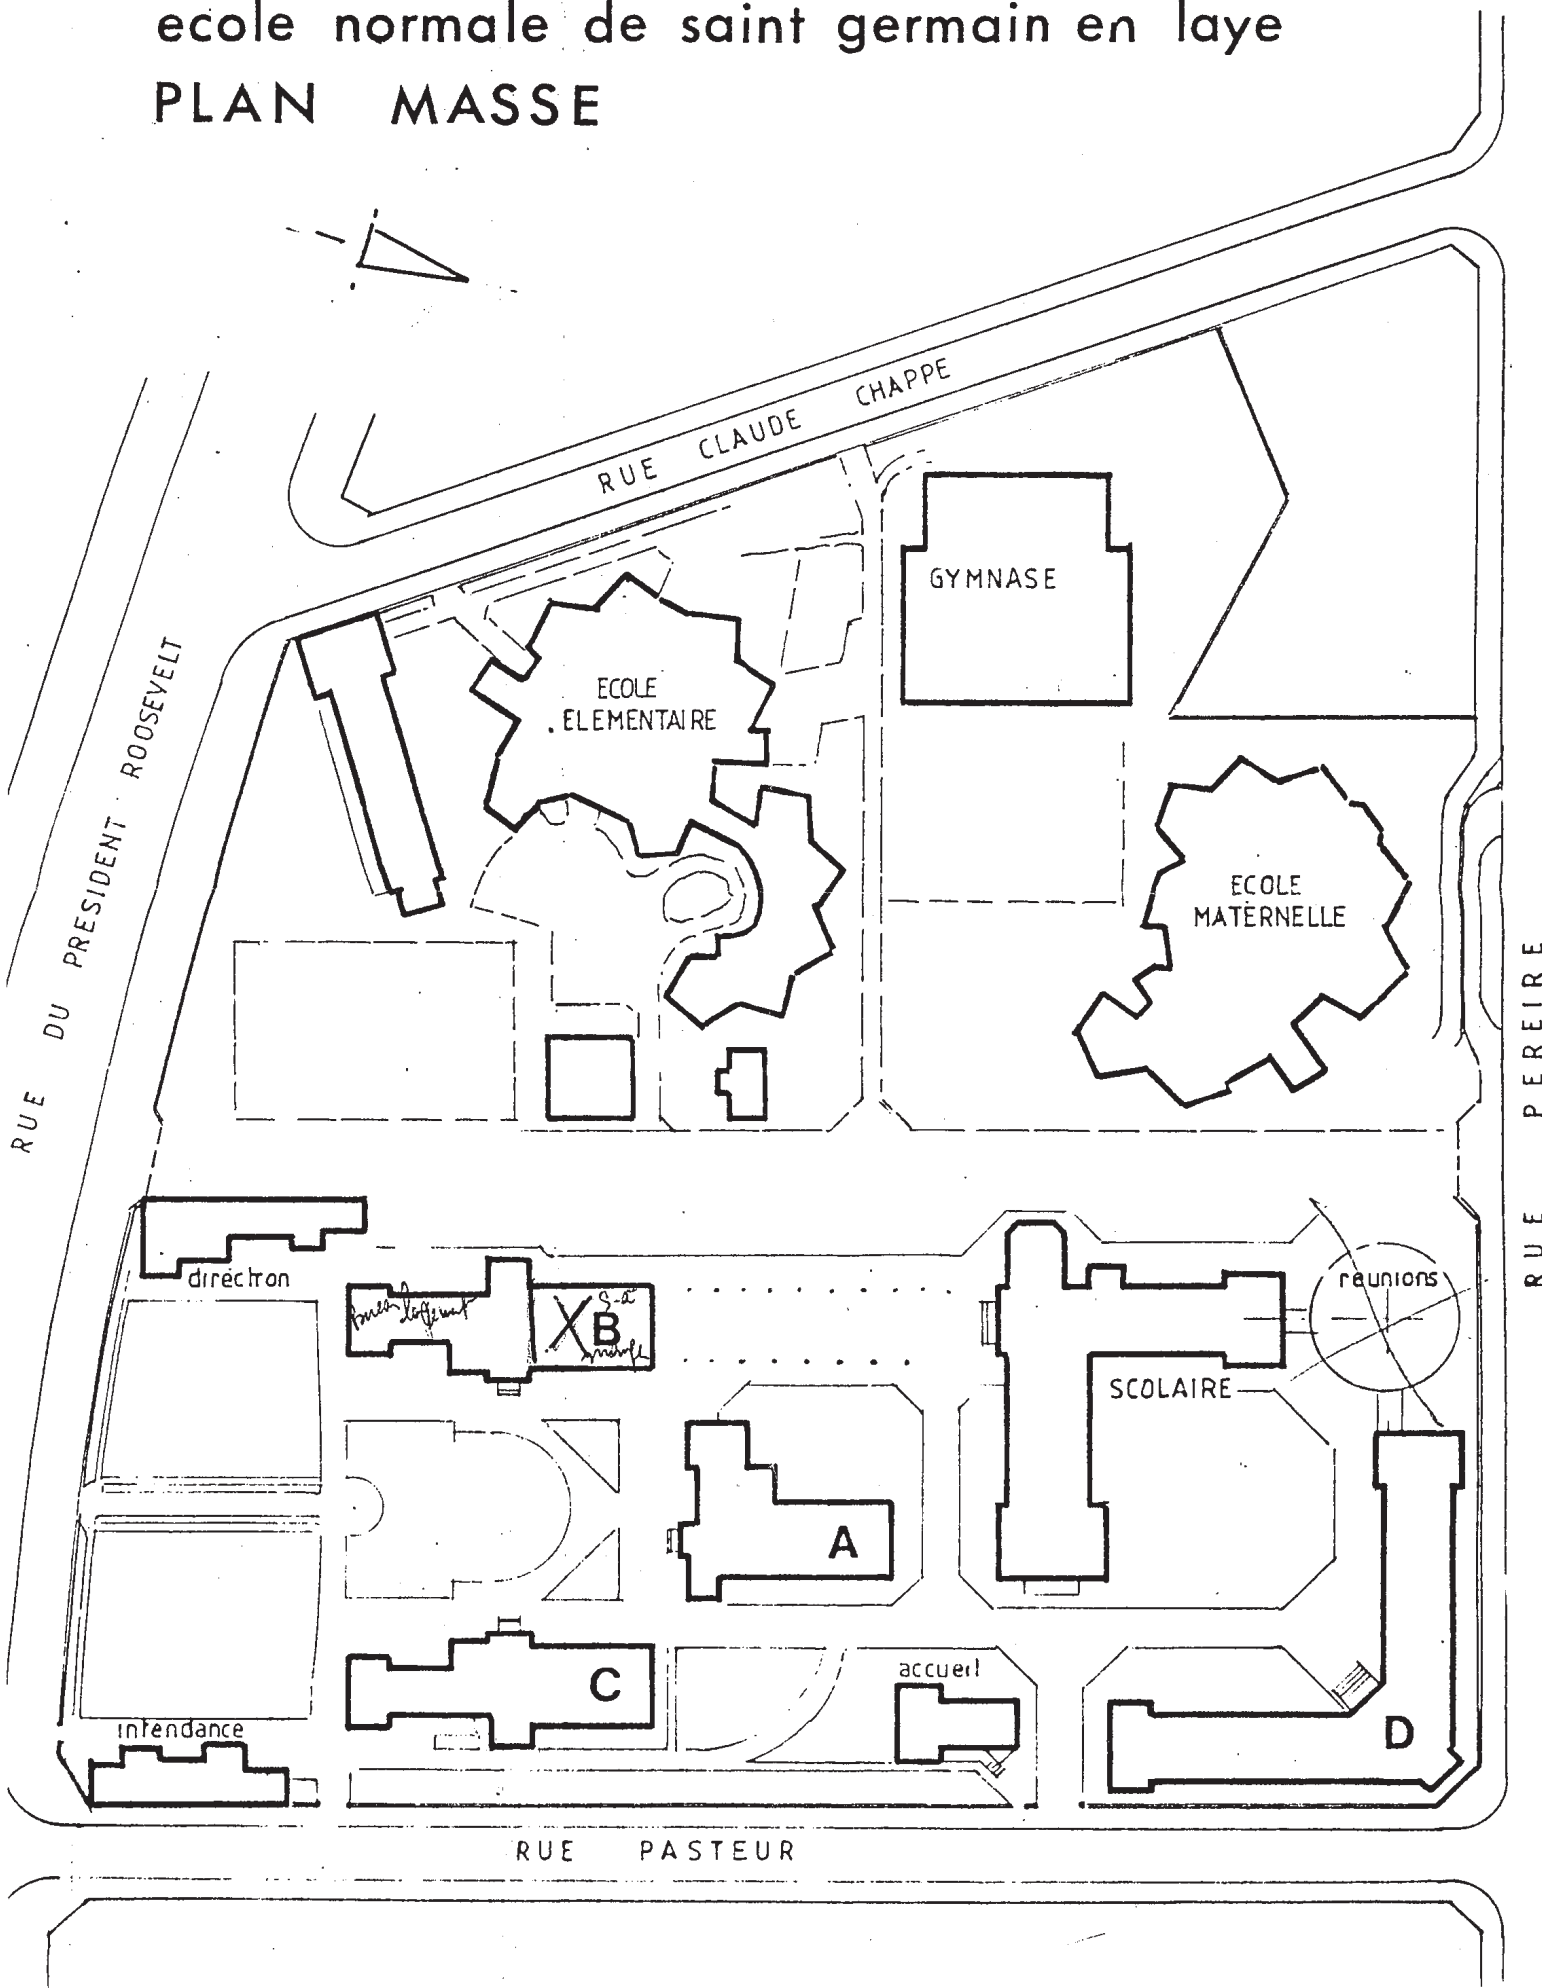 ecole normale de saint germain en laye
PLAN MASSE
RUE CLAUDE CHAPPE
GYMNASE
ECOLE
ELEMENTAIRE
RUE DU PRESIDENT ROOSEVELT
ECOLE
MATERNELLE
RUE PEREIRE
direction
reunions
B
SCOLAIRE
A
accueil
C
intendance
D
RUE PASTEUR